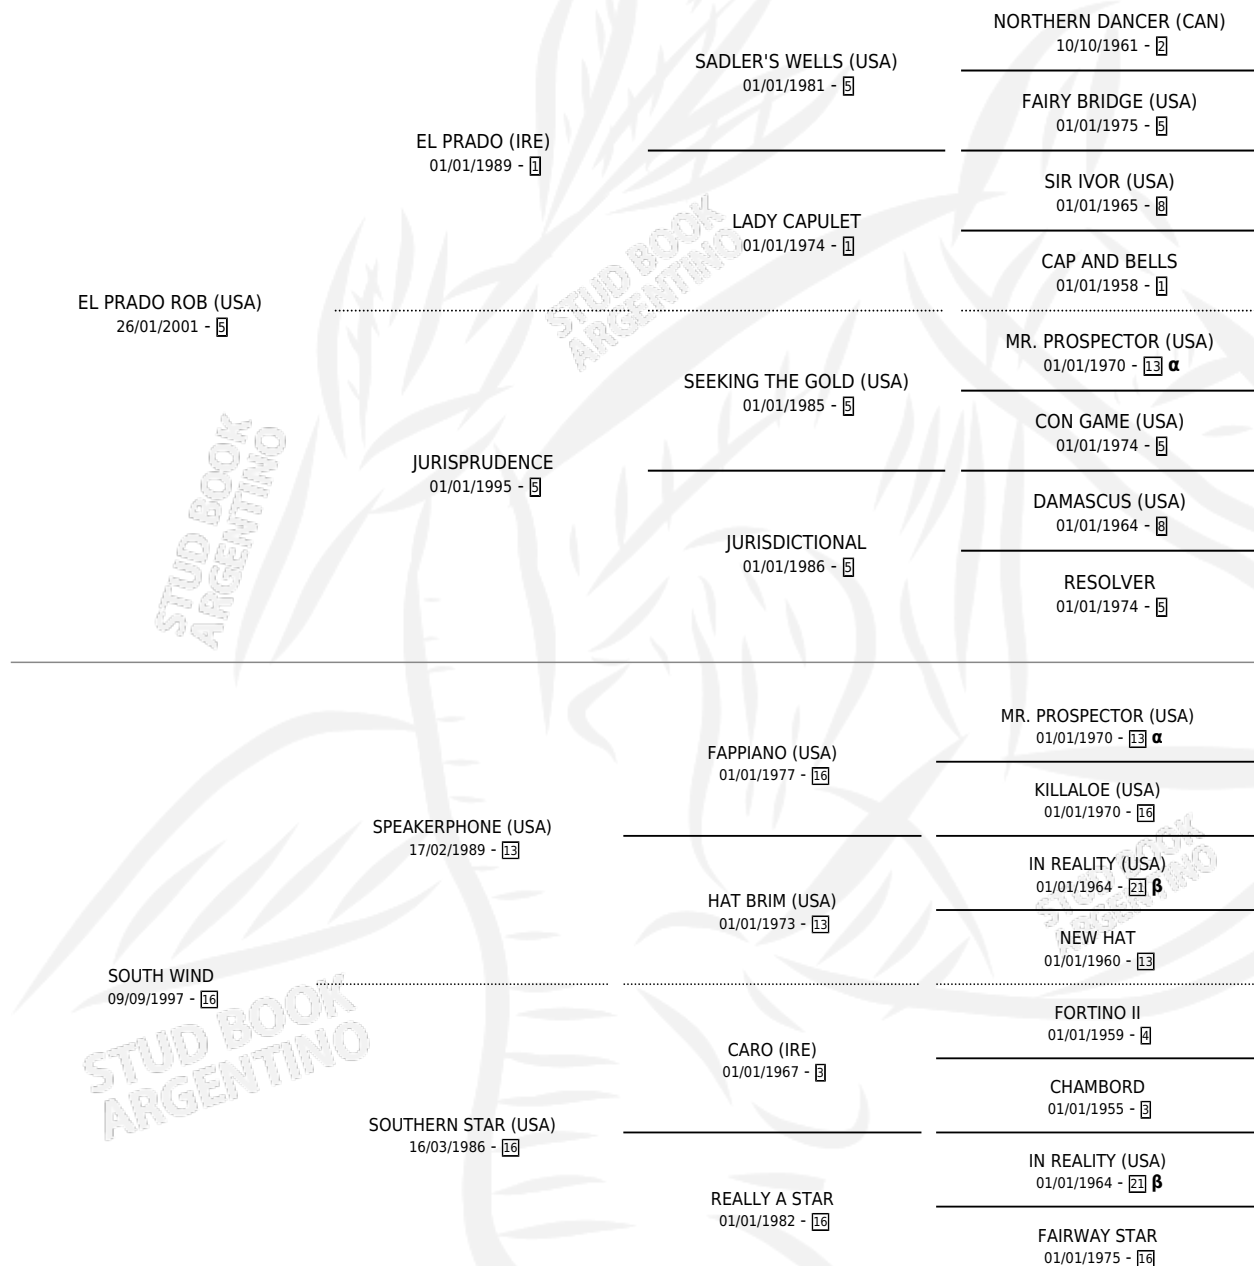 NORTHERN DANCER (CAN)
10/10/1961 - 2
SADLER'S WELLS (USA)
01/01/1981 - 5
FAIRY BRIDGE (USA)
01/01/1975 - 5
EL PRADO (IRE)
01/01/1989 - 1
SIR IVOR (USA)
01/01/1965 - 8
LADY CAPULET
01/01/1974 - 1
CAP AND BELLS
01/01/1958 - 1
EL PRADO ROB (USA)
26/01/2001 - 5
MR. PROSPECTOR (USA)
01/01/1970 - 13 α
SEEKING THE GOLD (USA)
01/01/1985 - 5
CON GAME (USA)
01/01/1974 - 5
JURISPRUDENCE
01/01/1995 - 5
DAMASCUS (USA)
01/01/1964 - 8
JURISDICTIONAL
01/01/1986 - 5
RESOLVER
01/01/1974 - 5
MR. PROSPECTOR (USA)
01/01/1970 - 13 α
FAPPIANO (USA)
01/01/1977 - 16
KILLALOE (USA)
01/01/1970 - 16
SPEAKERPHONE (USA)
17/02/1989 - 13
IN REALITY (USA)
01/01/1964 - 21 β
HAT BRIM (USA)
01/01/1973 - 13
NEW HAT
01/01/1960 - 13
SOUTH WIND
09/09/1997 - 16
FORTINO II
01/01/1959 - 4
CARO (IRE)
01/01/1967 - 3
CHAMBORD
01/01/1955 - 3
SOUTHERN STAR (USA)
16/03/1986 - 16
IN REALITY (USA)
01/01/1964 - 21 β
REALLY A STAR
01/01/1982 - 16
FAIRWAY STAR
01/01/1975 - 16
STUD BOOK
ARGENTINO
STUD BOOK
ARGENTINO
STUD BOOK
ARGENTINO
STUD BOOK
ARGENTINO